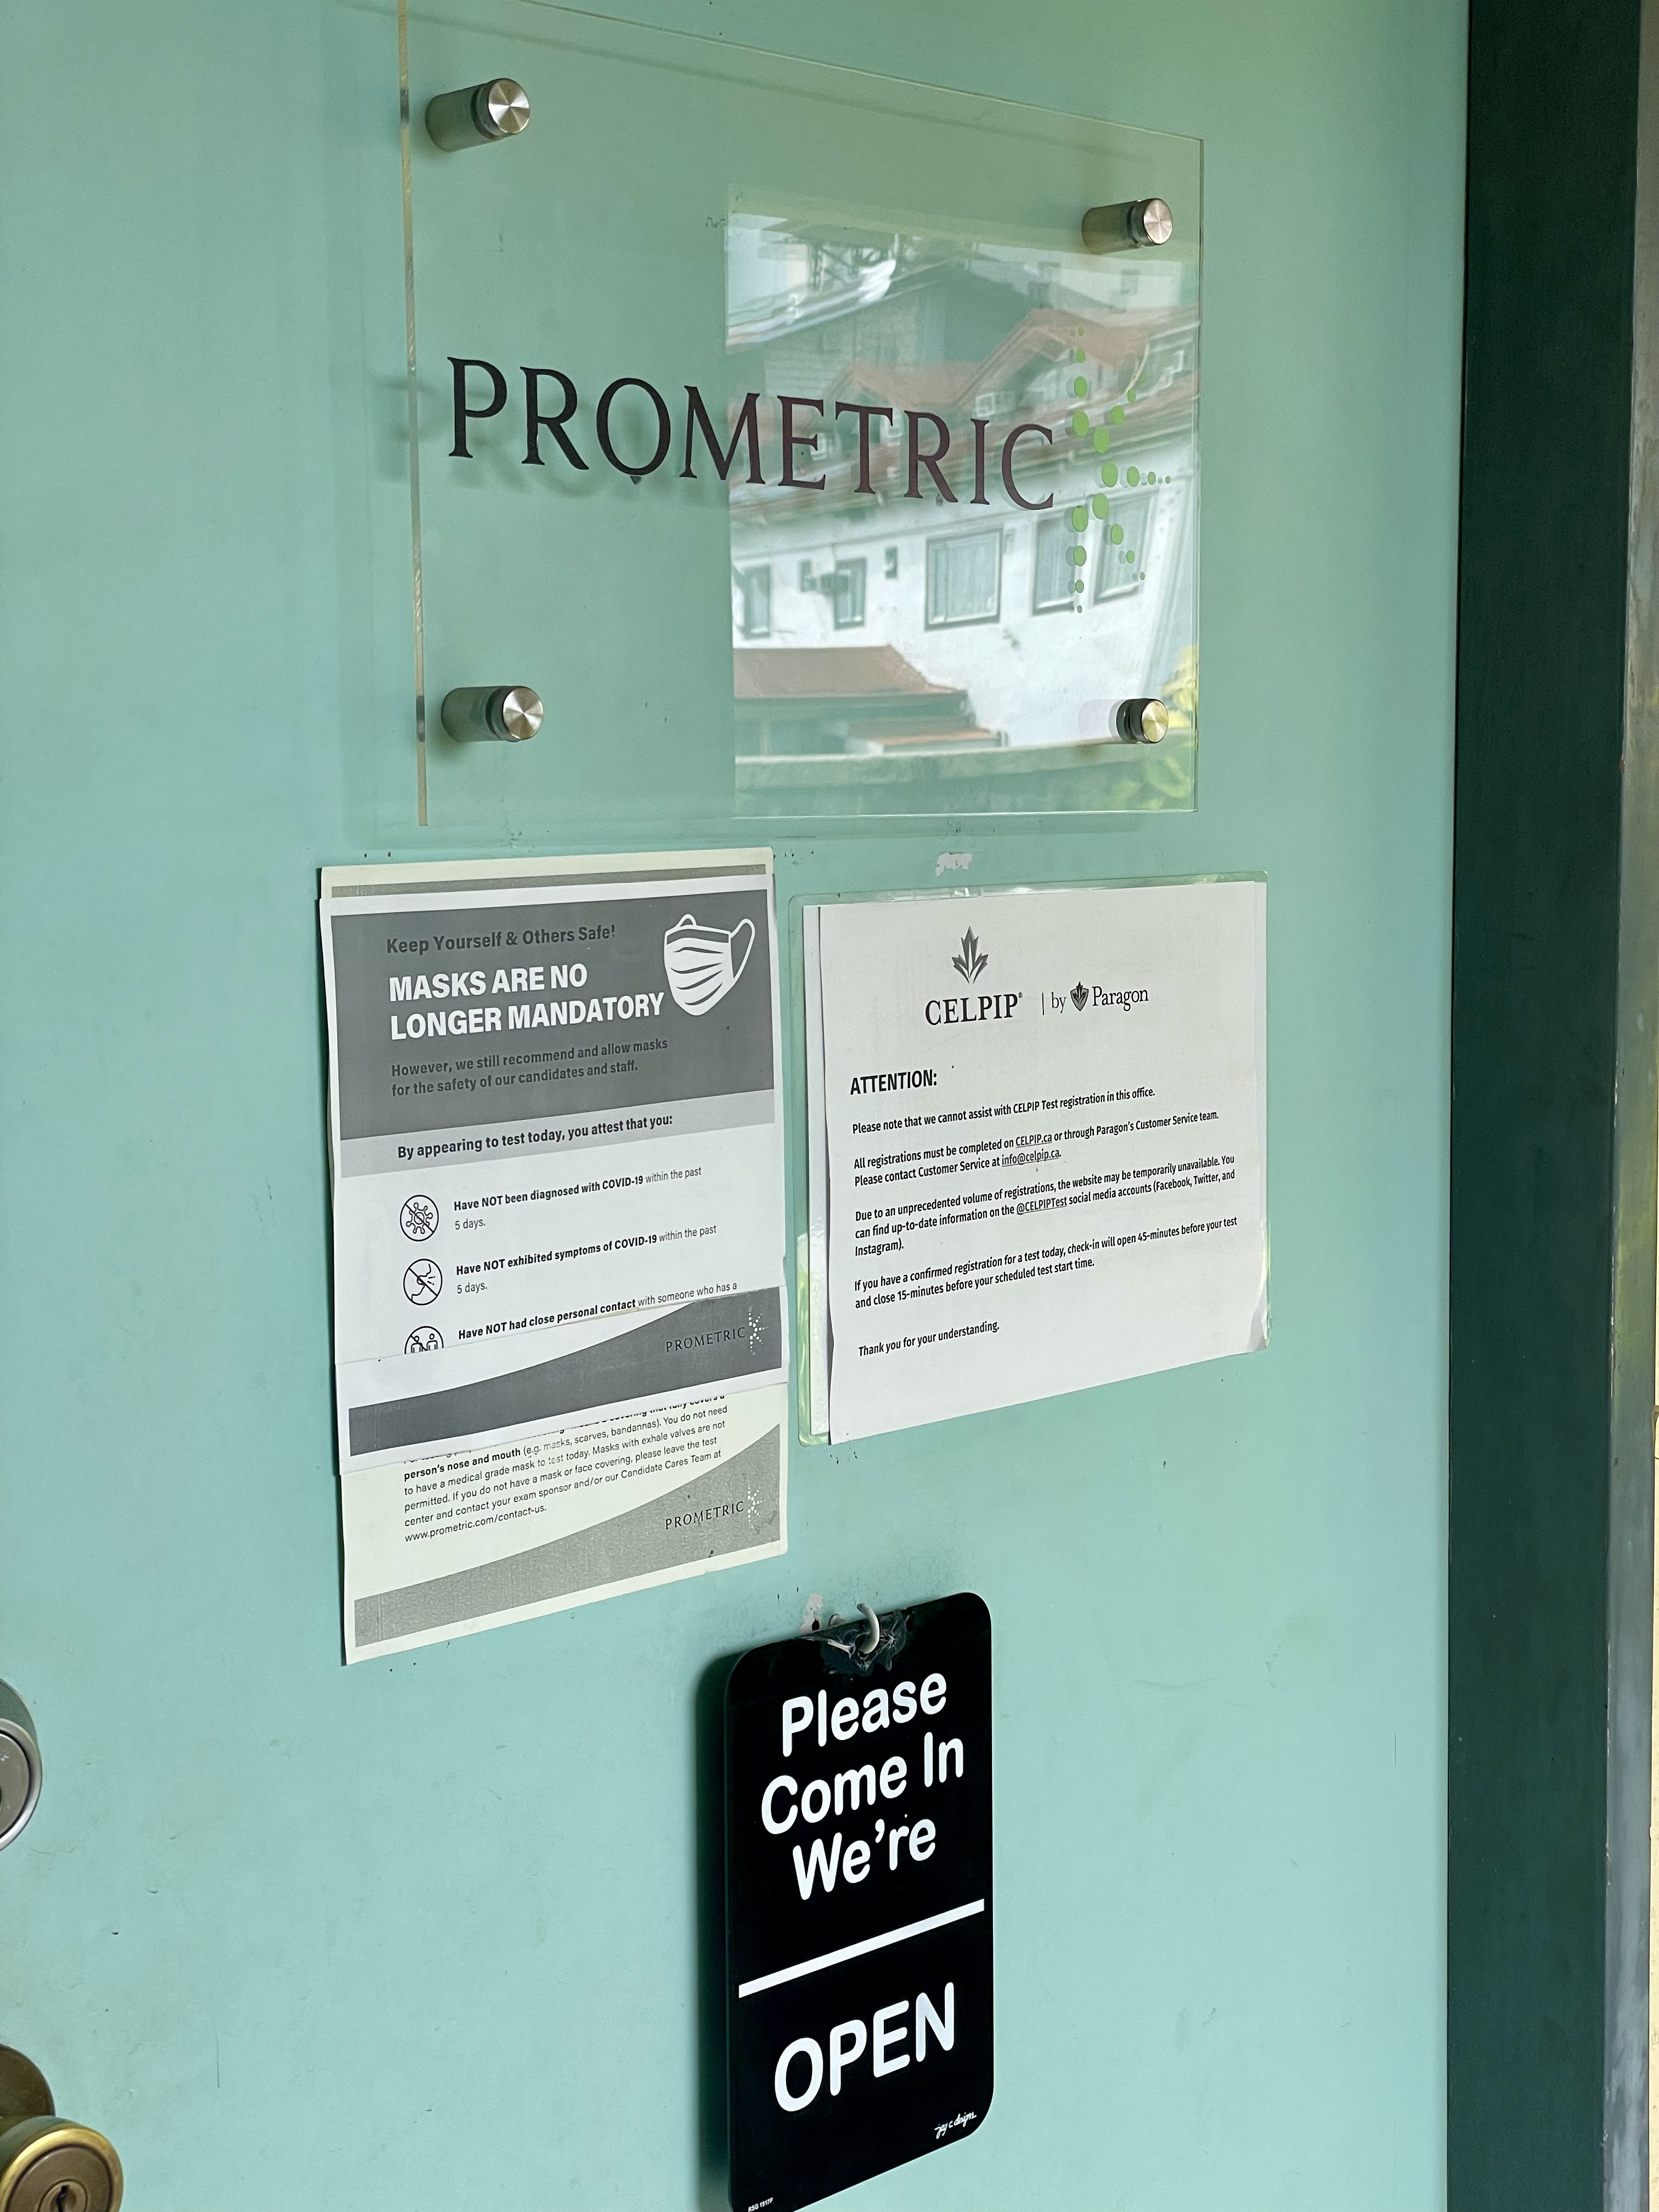 PROMETRIC
Keep Yourself & Others Safe!
MASKS ARE NO
LONGER MANDATORY
However, we still recommend and allow masks
for the safety of our candidates and staff.
By appearing to test today, you attest that you:
Have NOT been diagnosed with COVID-19 within the past
5 days.
Have NOT exhibited symptoms of COVID-19 within the past
5 days.
Have NOT had close personal contact with someone who has a
PROMETRIC
person's nose and mouth (e.g. masks, scarves, bandannas). You do not need
to have a medical grade mask to test today. Masks with exhale valves are not
permitted. If you do not have a mask or face covering, please leave the test
center and contact your exam sponsor and/or our Candidate Cares Team at
www.prometric.com/contact-us.
PROMETRIC
CELPIP® | by Paragon
ATTENTION:
Please note that we cannot assist with CELPIP Test registration in this office.
All registrations must be completed on CELPIP.ca or through Paragon's Customer Service team.
Please contact Customer Service at info@celpip.ca.
Due to an unprecedented volume of registrations, the website may be temporarily unavailable. You
can find up-to-date information on the @CELPIPTest social media accounts (Facebook, Twitter, and
Instagram).
If you have a confirmed registration for a test today, check-in will open 45-minutes before your test
and close 15-minutes before your scheduled test start time.
Thank you for your understanding.
Please
Come In
We're
OPEN